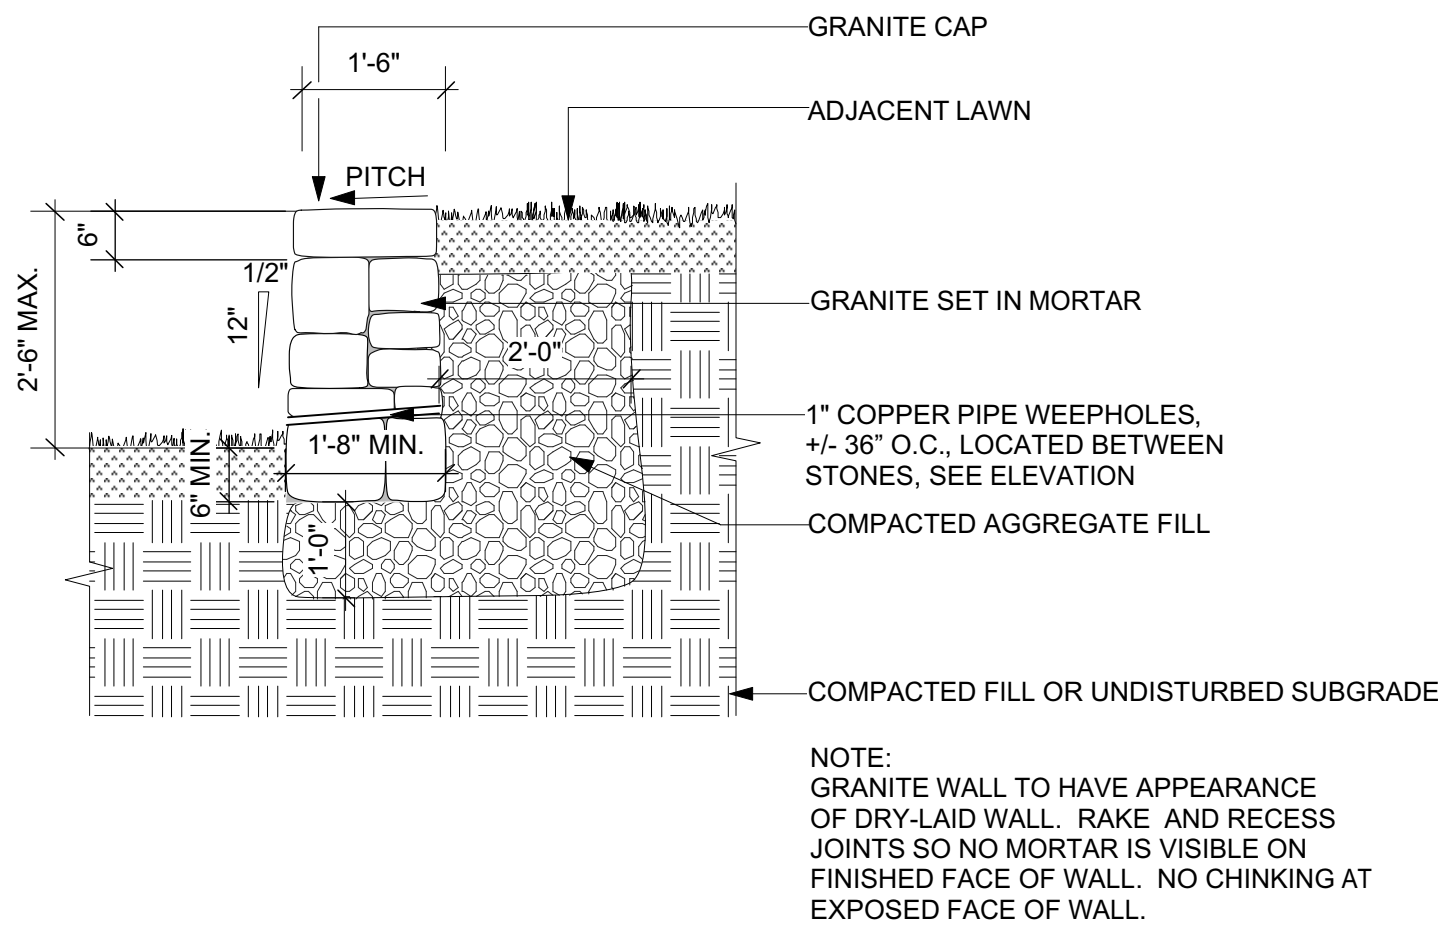 GRANITE CAP
1'-6"
ADJACENT LAWN
PITCH
6"
1/2"
12"
2'-6" MAX.
GRANITE SET IN MORTAR
2'-0"
1" COPPER PIPE WEEPHOLES,
+/- 36” O.C., LOCATED BETWEEN
STONES, SEE ELEVATION
1'-8" MIN.
6" MIN.
COMPACTED AGGREGATE FILL
1'-0"
COMPACTED FILL OR UNDISTURBED SUBGRADE
NOTE:
GRANITE WALL TO HAVE APPEARANCE
OF DRY-LAID WALL.  RAKE  AND RECESS
JOINTS SO NO MORTAR IS VISIBLE ON
FINISHED FACE OF WALL.  NO CHINKING AT
EXPOSED FACE OF WALL.